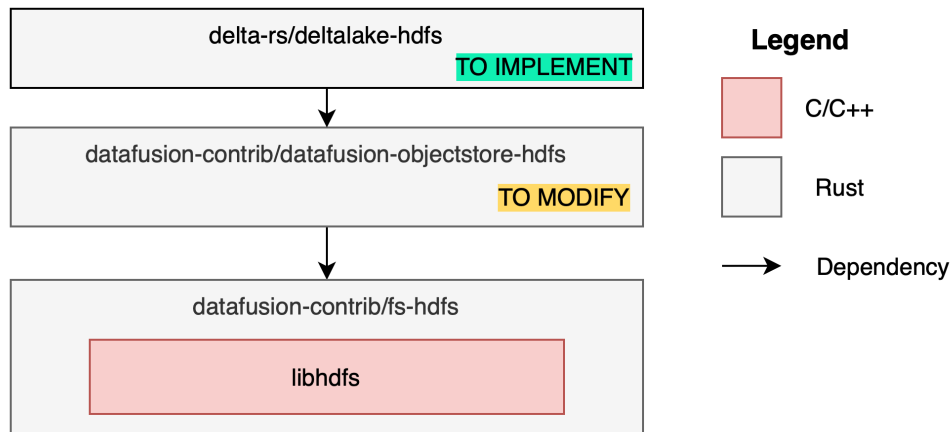 delta-rs/deltalake-hdfs
TO IMPLEMENT
datafusion-contrib/datafusion-objectstore-hdfs
TO MODIFY
datafusion-contrib/fs-hdfs
libhdfs
Legend
C/C++
Rust
Dependency